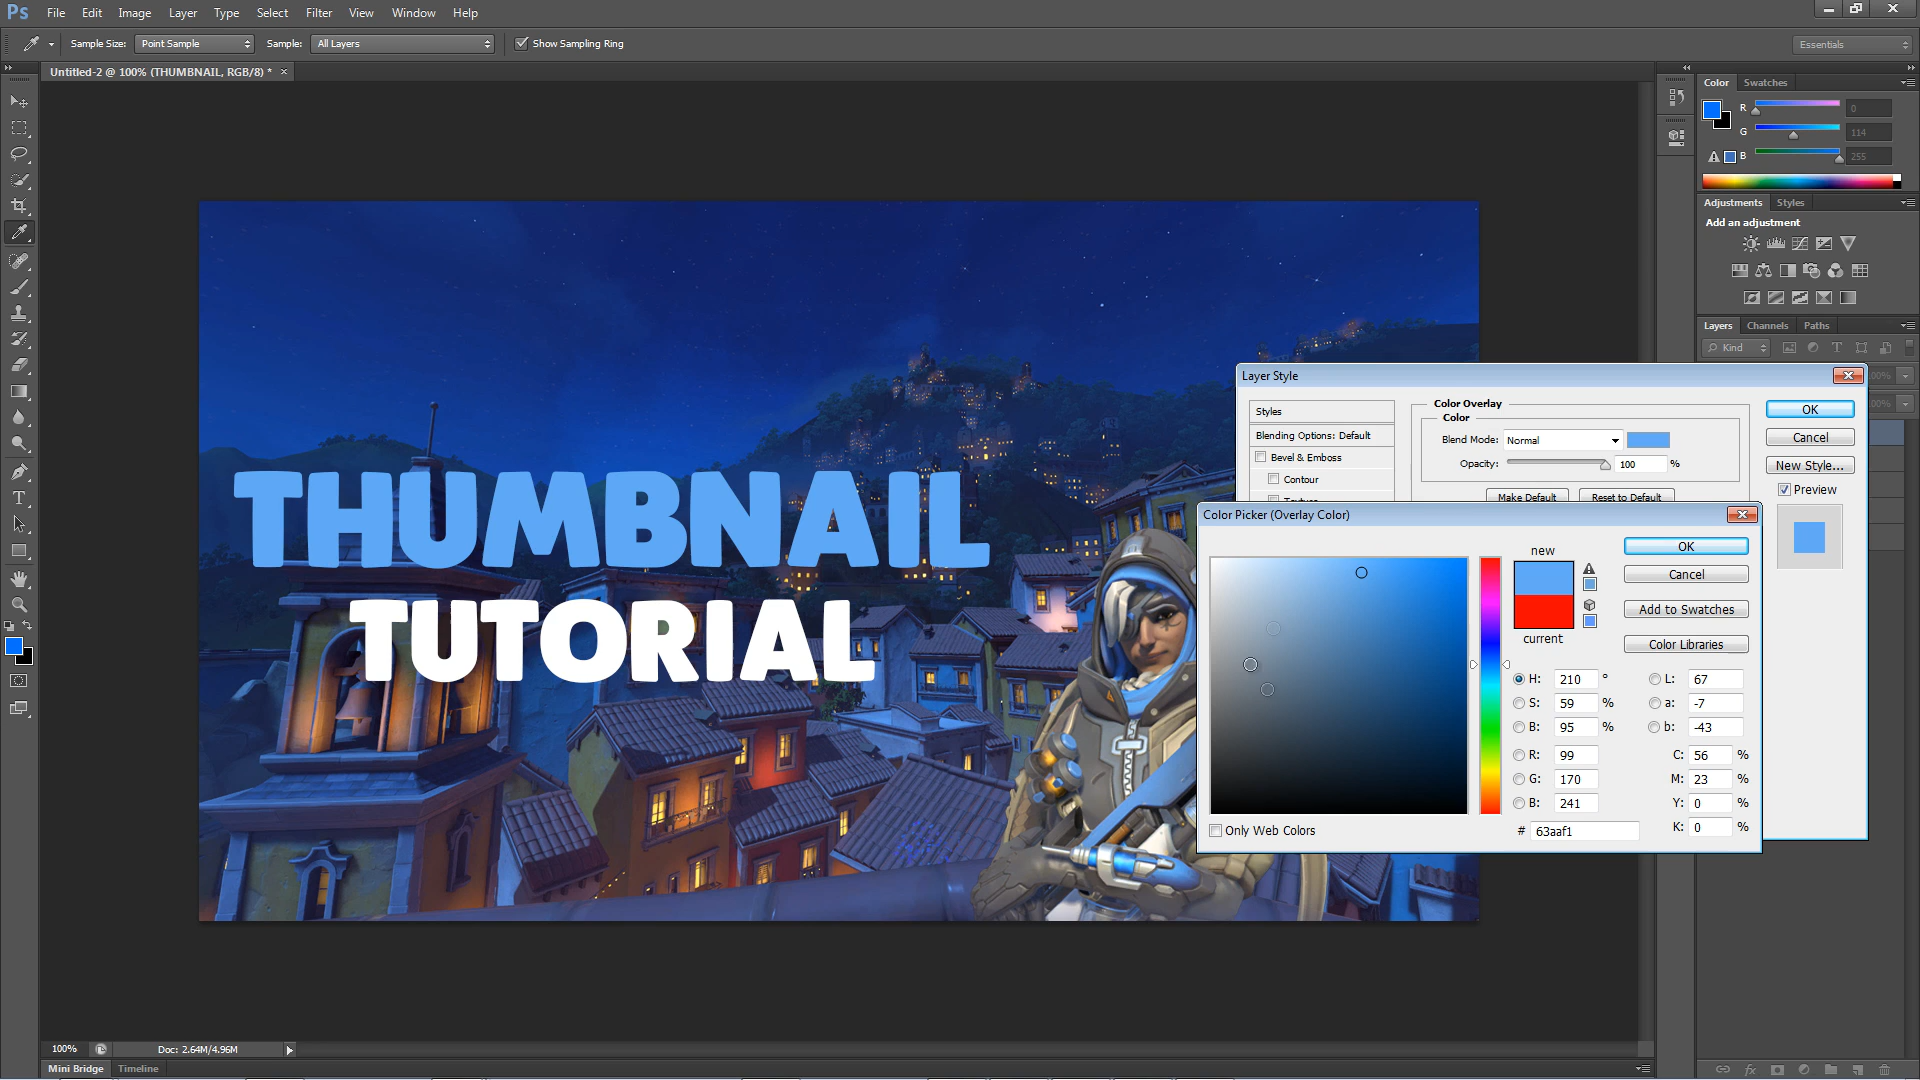 Ps File Edit Image Layer Type Select Filter View Window Help
Sample Size: Point Sample Sample: All Layers Show Sampling Ring
Essentials
Untitled-2 @ 100% (THUMBNAIL, RGB/8) * ×
Color Swatches
R 0
G 114
B 255
Adjustments Styles
Add an adjustment
Layers Channels Paths
Kind
THUMBNAIL
TUTORIAL
Layer Style
Styles
Blending Options: Default
Bevel & Emboss
Contour
Color Overlay
Color
Blend Mode: Normal
Opacity: 100 %
Make Default Reset to Default
OK
Cancel
New Style...
Preview
Color Picker (Overlay Color)
new
current
OK
Cancel
Add to Swatches
Color Libraries
H: 210 ° L: 67
S: 59 % a: -7
B: 95 % b: -43
R: 99 C: 56 %
G: 170 M: 23 %
B: 241 Y: 0 %
# 63aaf1 K: 0 %
Only Web Colors
100% Doc: 2.64M/4.96M
Mini Bridge Timeline